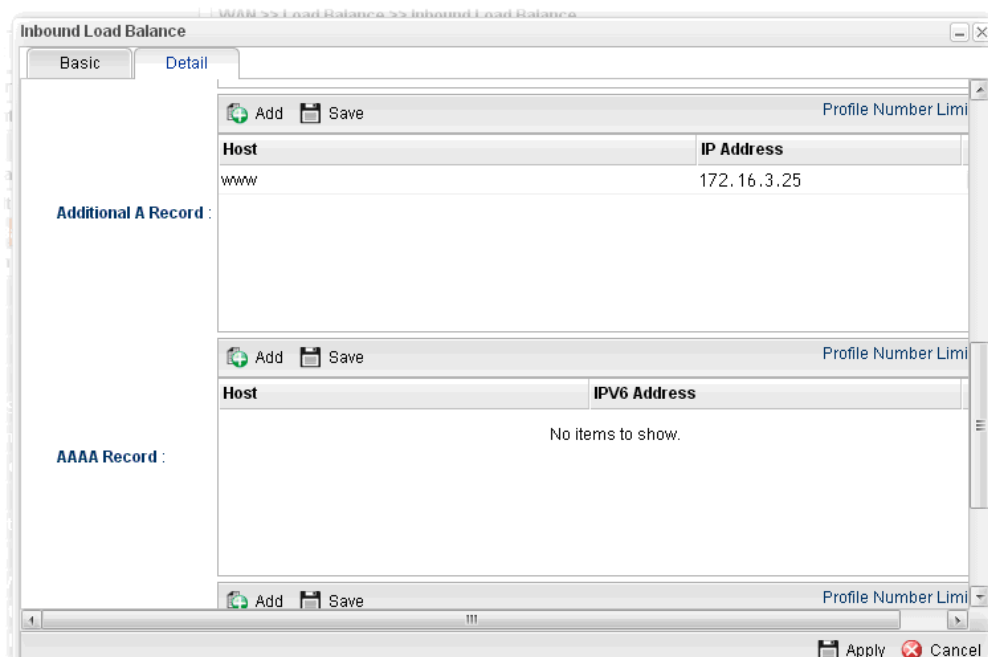 WAN >> Load Balance >> Inbound Load Balance
Inbound Load Balance
Basic Detail
Add Save Profile Number Limi
Host IP Address
www 172.16.3.25
Additional A Record :
Add Save Profile Number Limi
Host IPV6 Address
No items to show.
AAAA Record :
Add Save Profile Number Limi
Apply Cancel